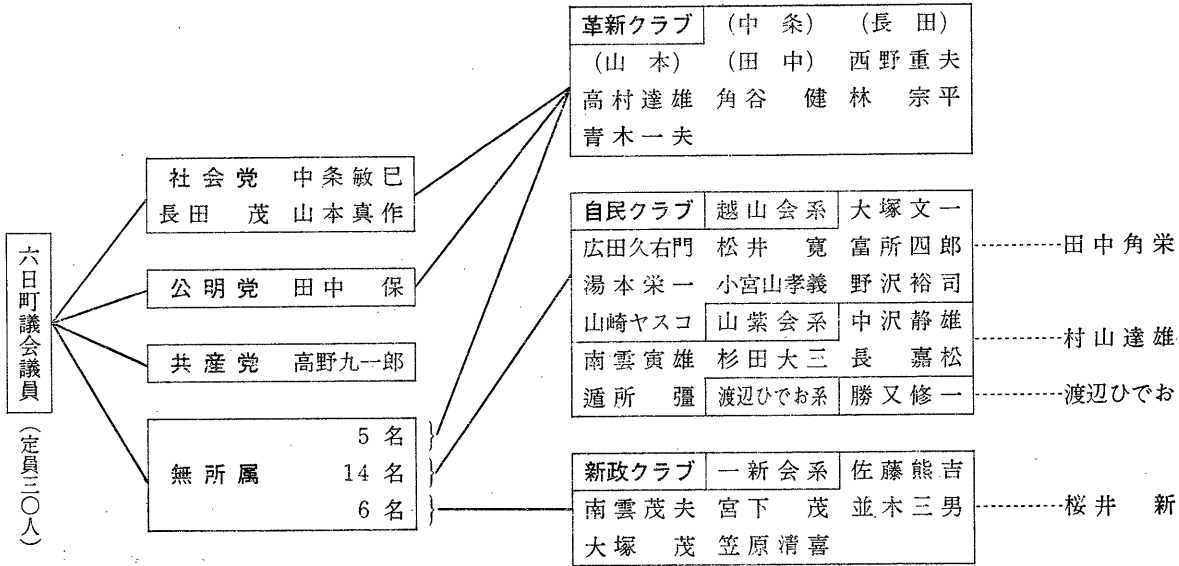 六日町議会議員（定員三〇人）
社会党 中条敏巳
長田 茂 山本真作
公明党 田中 保
共産党 高野九一郎
無所属
5名
14名
6名
革新クラブ （中条） （長田）
（山本） （田中） 西野重夫
高村達雄 角谷 健 林 宗平
青木一夫
自民クラブ 越山会系 大塚文一
広田久右門 松井 寛 富所四郎
田中角栄
湯本栄一 小宮山孝義 野沢裕司
山崎ヤスコ 山紫会系 中沢静雄
村山達雄
南雲寅雄 杉田大三 長 嘉松
遁所 彊 渡辺ひでお系 勝又修一
渡辺ひでお
新政クラブ 一新会系 佐藤熊吉
南雲茂夫 宮下 茂 並木三男
桜井 新
大塚 茂 笠原清喜